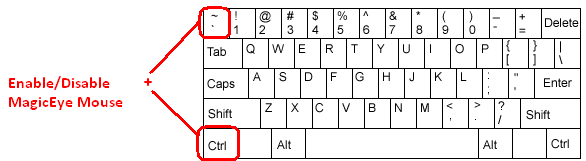 ~ ! @ # $ % ^ & * ( ) _ +
` 1 2 3 4 5 6 7 8 9 0 - = Delete
Tab Q W E R T Y U I O P { } |
[ ] \
Enable/Disable
MagicEye Mouse +
Caps A S D F G H J K L : " Enter
; '
Shift Z X C V B N M < > ?/ Shift
, .
Ctrl Alt Alt Ctrl